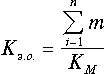 K_{э.о.} = \frac{\sum_{i-1}^{n} m}{K_M}